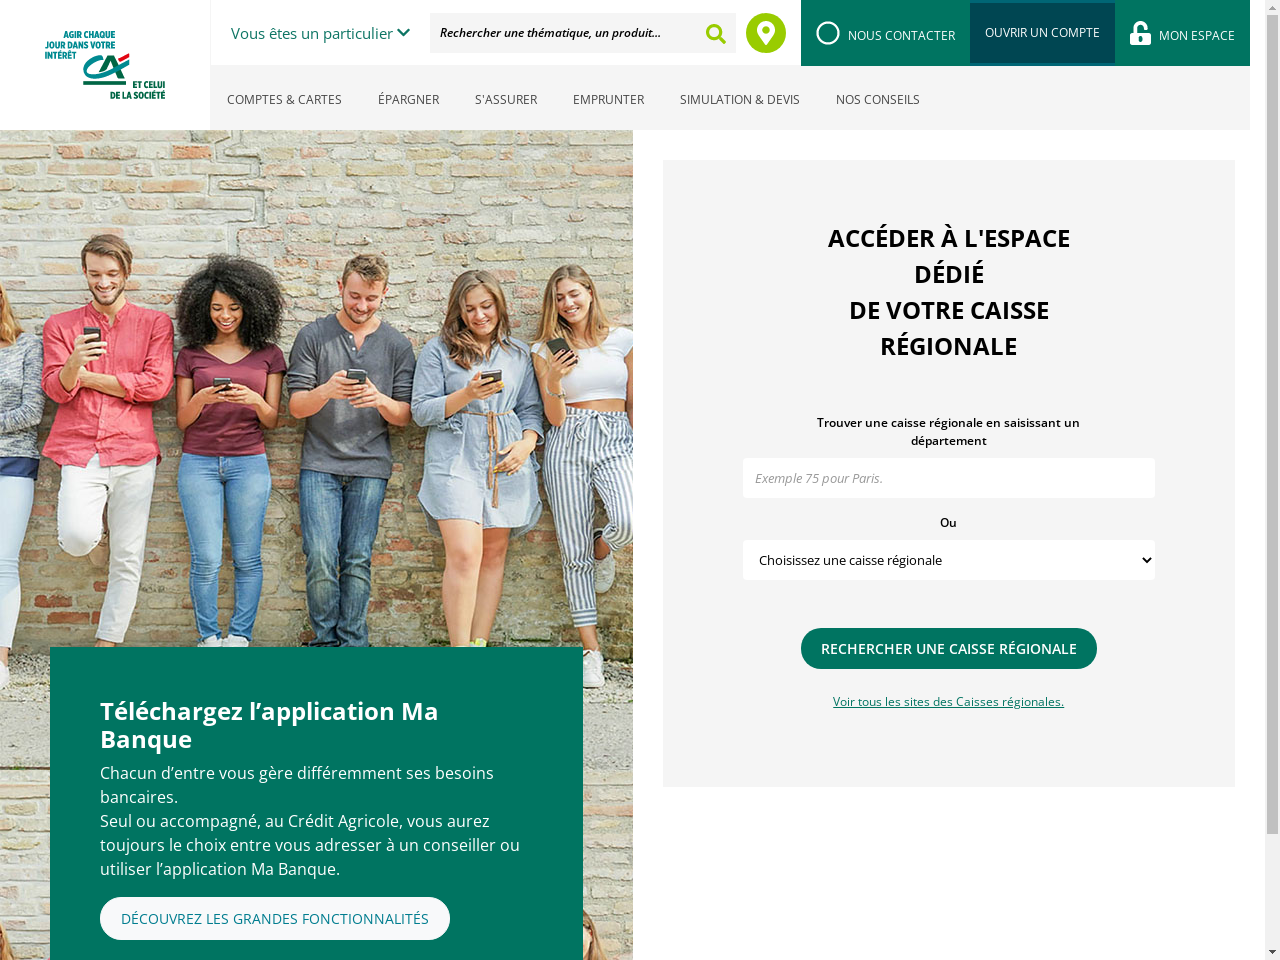 AGIR CHAQUE
JOUR DANS VOTRE
INTÉRÊT
CA
ET CELUI
DE LA SOCIÉTÉ
Vous êtes un particulier
Rechercher une thématique, un produit...
NOUS CONTACTER
OUVRIR UN COMPTE
MON ESPACE
COMPTES & CARTES
ÉPARGNER
S'ASSURER
EMPRUNTER
SIMULATION & DEVIS
NOS CONSEILS
ACCÉDER À L'ESPACE
DÉDIÉ
DE VOTRE CAISSE
RÉGIONALE
Trouver une caisse régionale en saisissant un
département
Exemple 75 pour Paris.
Ou
Choisissez une caisse régionale
RECHERCHER UNE CAISSE RÉGIONALE
Voir tous les sites des Caisses régionales.
Téléchargez l’application Ma
Banque
Chacun d’entre vous gère différemment ses besoins
bancaires.
Seul ou accompagné, au Crédit Agricole, vous aurez
toujours le choix entre vous adresser à un conseiller ou
utiliser l’application Ma Banque.
DÉCOUVREZ LES GRANDES FONCTIONNALITÉS